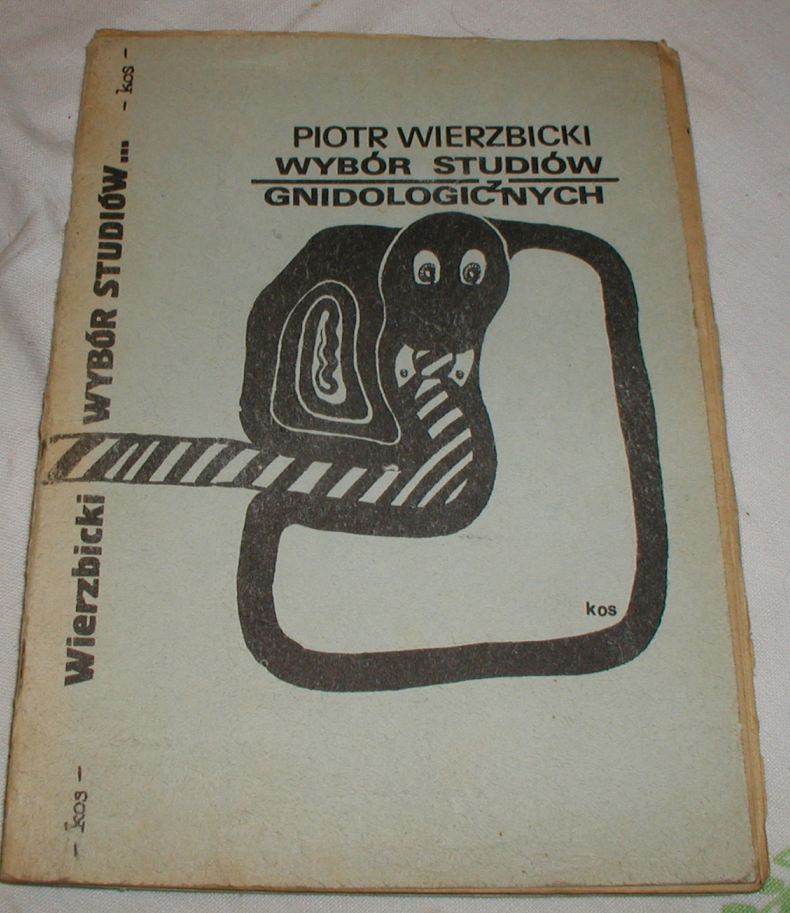 PIOTR WIERZBICKI
WYBÓR STUDIÓW
GNIDOLOGICZNYCH
kos
- kos -
Wierzbicki WYBÓR STUDIÓW...
- kos -